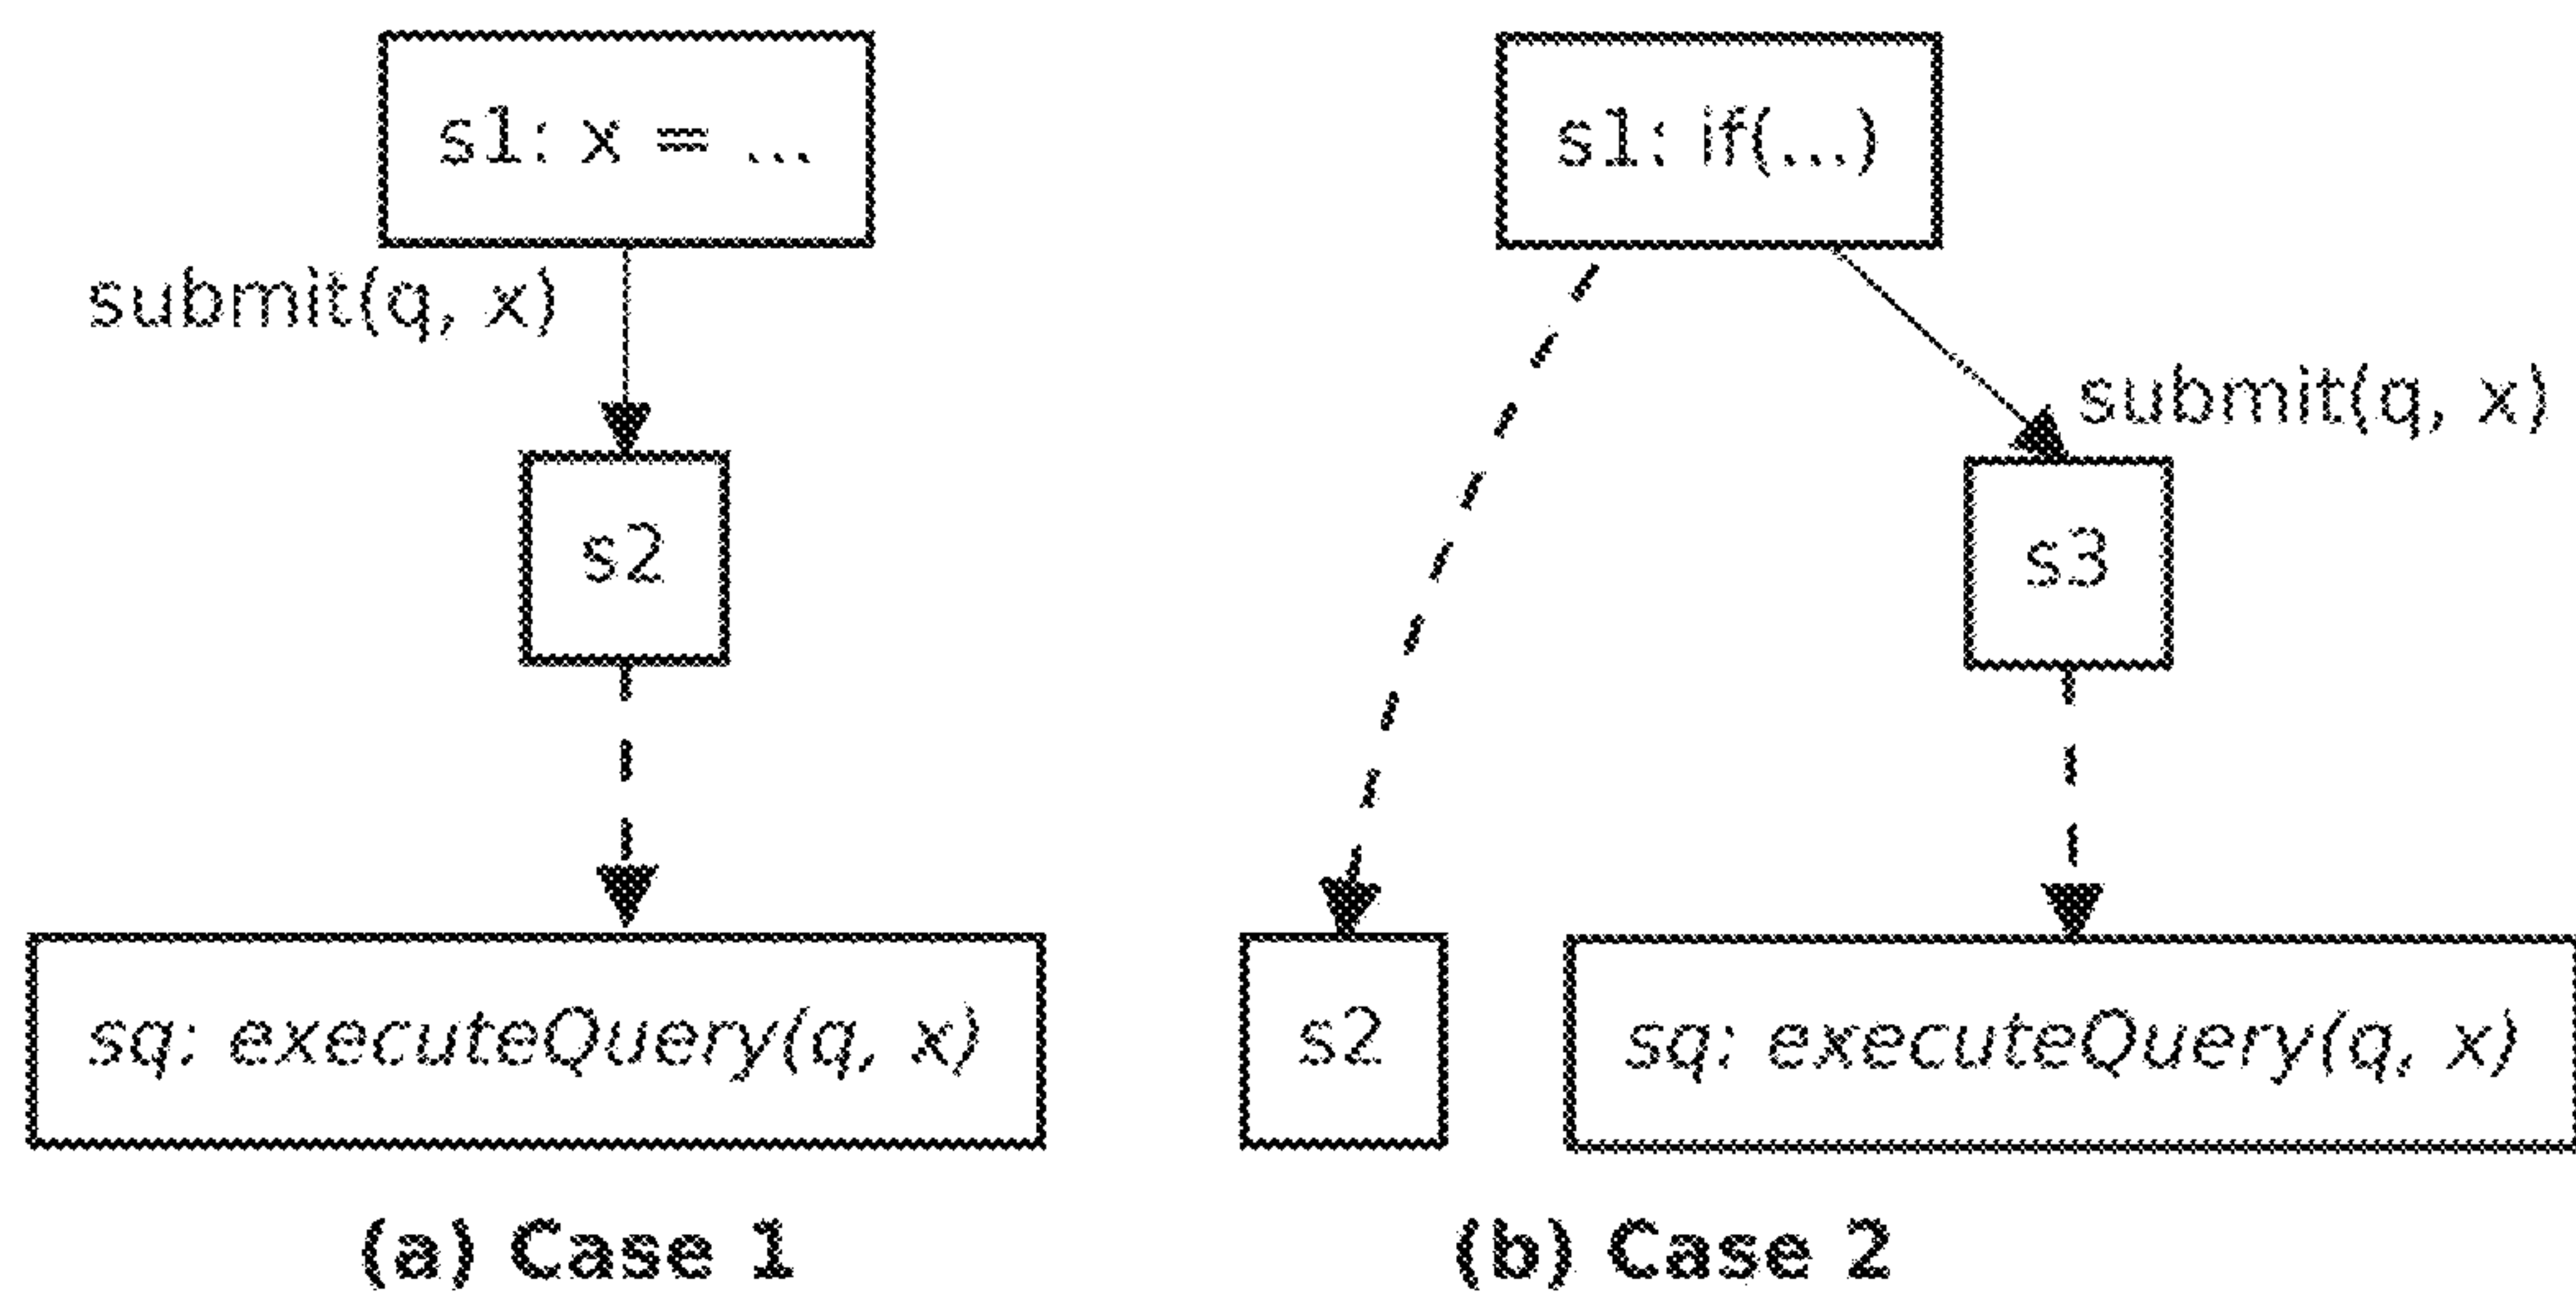 s1: x = ...
submit(q, x)
s2
sq: executeQuery(q, x)
(a) Case 1
s1: if(...)
submit(q, x)
s3
s2
sq: executeQuery(q, x)
(b) Case 2